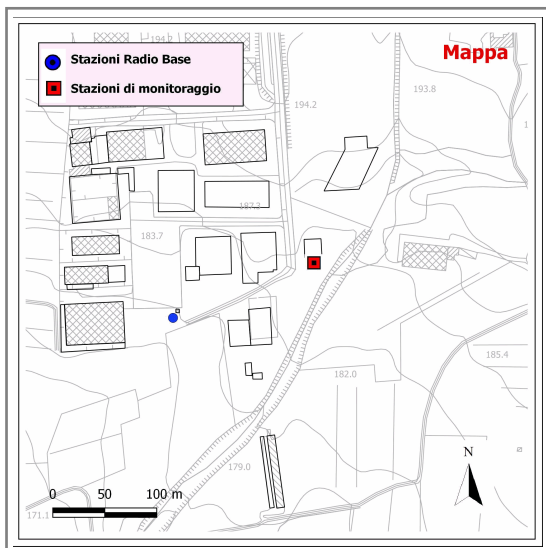 194.2
Mappa
Stazioni Radio Base
Stazioni di monitoraggio
193.8
194.2
187.3
183.7
185.4
182.0
179.0
N
0 50 100 m
171.1